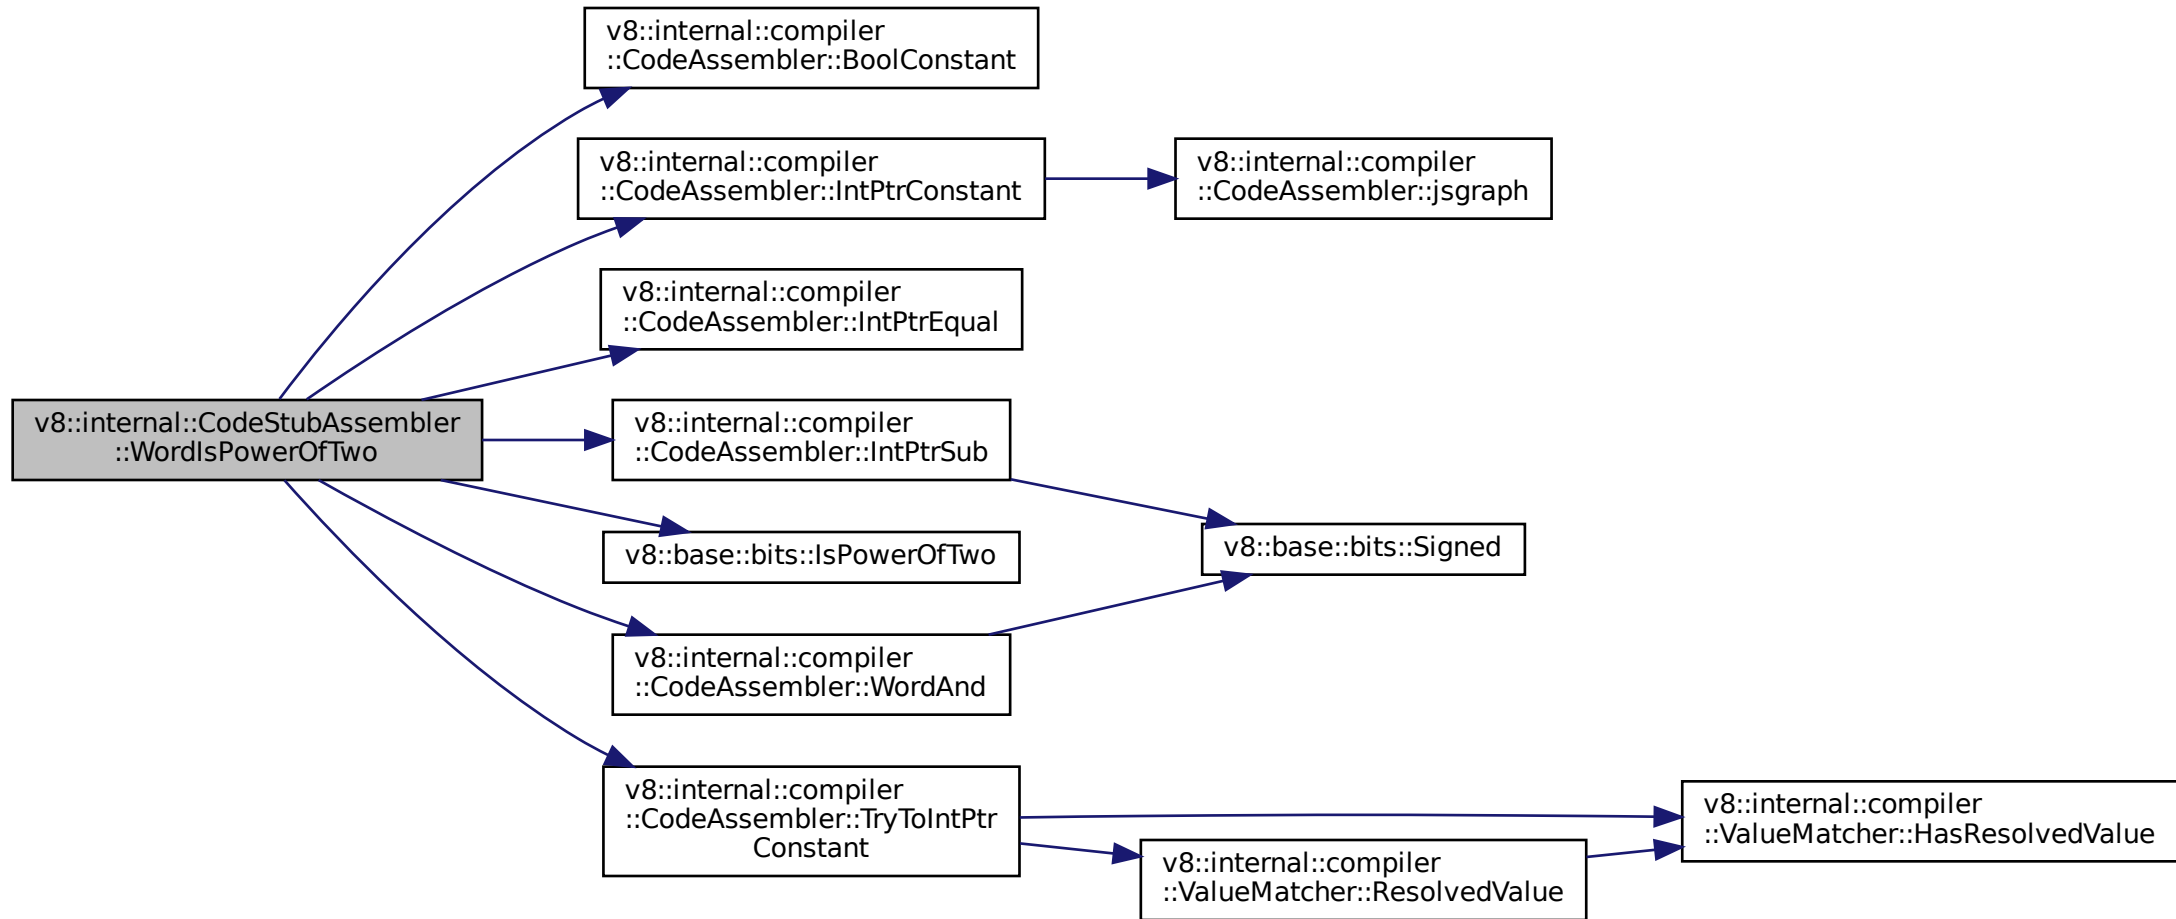 v8::internal::compiler
::CodeAssembler::BoolConstant
v8::internal::compiler
::CodeAssembler::IntPtrConstant
v8::internal::compiler
::CodeAssembler::jsgraph
v8::internal::compiler
::CodeAssembler::IntPtrEqual
v8::internal::CodeStubAssembler
::WordIsPowerOfTwo
v8::internal::compiler
::CodeAssembler::IntPtrSub
v8::base::bits::IsPowerOfTwo
v8::base::bits::Signed
v8::internal::compiler
::CodeAssembler::WordAnd
v8::internal::compiler
::CodeAssembler::TryToIntPtr
Constant
v8::internal::compiler
::ValueMatcher::HasResolvedValue
v8::internal::compiler
::ValueMatcher::ResolvedValue